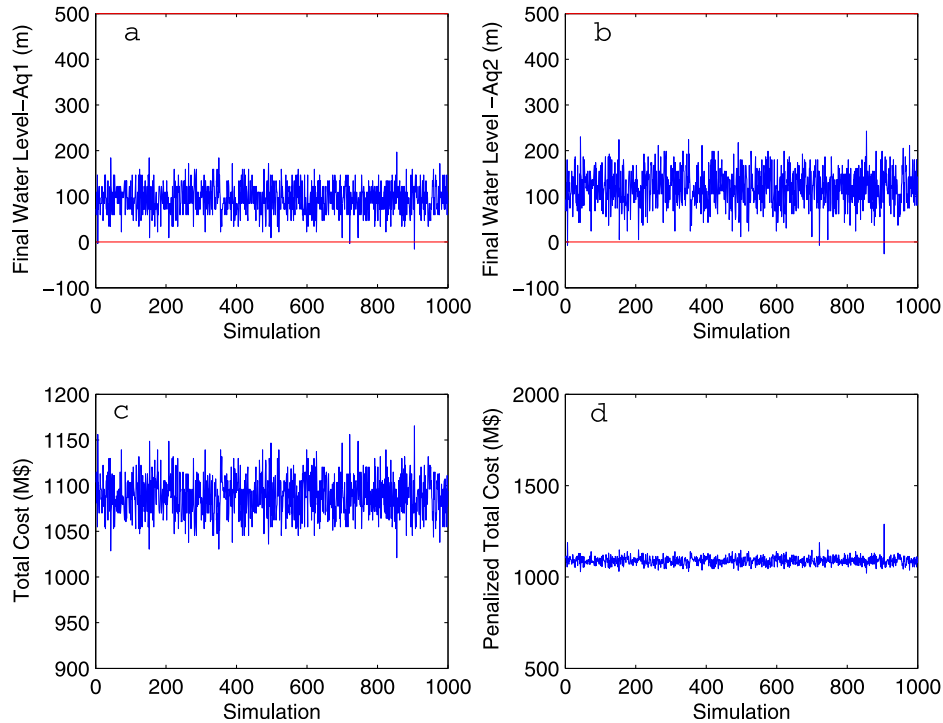 a
500
400
300
200
100
0
−100
0 200 400 600 800 1000
Simulation
Final Water Level−Aq1 (m)
b
500
400
300
200
100
0
−100
0 200 400 600 800 1000
Simulation
Final Water Level −Aq2 (m)
c
1200
1150
1100
1050
1000
950
900
0 200 400 600 800 1000
Simulation
Total Cost (M$)
d
2000
1500
1000
500
0 200 400 600 800 1000
Simulation
Penalized Total Cost (M$)